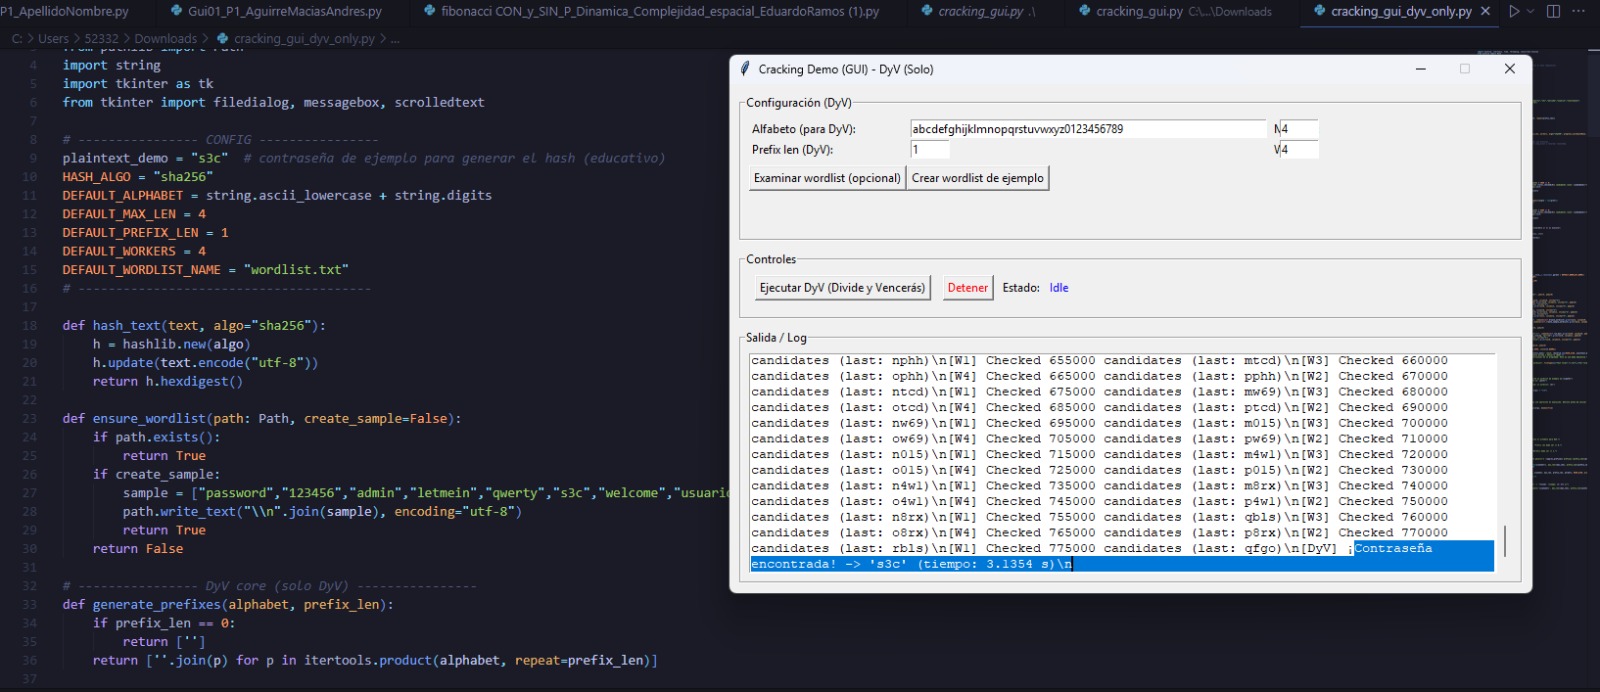 P1_ApellidoNombre.py
Gui01_P1_AguirreMaciasAndres.py
fibonacci CON_y_SIN_P_Dinamica_Complejidad_espacial_EduardoRamos (1).py
cracking_gui.py .\
cracking_gui.py C:\...\Downloads
cracking_gui_dyv_only.py
C: > Users > 52332 > Downloads > cracking_gui_dyv_only.py > ...
4 import string
5 import tkinter as tk
6 from tkinter import filedialog, messagebox, scrolledtext
7
8 # ---------------- CONFIG ----------------
9 plaintext_demo = "s3c"  # contraseña de ejemplo para generar el hash (educativo)
10 HASH_ALGO = "sha256"
11 DEFAULT_ALPHABET = string.ascii_lowercase + string.digits
12 DEFAULT_MAX_LEN = 4
13 DEFAULT_PREFIX_LEN = 1
14 DEFAULT_WORKERS = 4
15 DEFAULT_WORDLIST_NAME = "wordlist.txt"
16 # ---------------------------------------
17
18 def hash_text(text, algo="sha256"):
19 h = hashlib.new(algo)
20 h.update(text.encode("utf-8"))
21 return h.hexdigest()
22
23 def ensure_wordlist(path: Path, create_sample=False):
24 if path.exists():
25 return True
26 if create_sample:
27 sample = ["password","123456","admin","letmein","qwerty","s3c","welcome","usuario
28 path.write_text("\\n".join(sample), encoding="utf-8")
29 return True
30 return False
31
32 # --------------- DyV core (solo DyV) ----------------
33 def generate_prefixes(alphabet, prefix_len):
34 if prefix_len == 0:
35 return ['']
36 return [''.join(p) for p in itertools.product(alphabet, repeat=prefix_len)]
37
Cracking Demo (GUI) - DyV (Solo)
Configuración (DyV)
Alfabeto (para DyV): abcdefghijklmnopqrstuvwxyz0123456789 4
Prefix len (DyV): 1 4
Examinar wordlist (opcional) Crear wordlist de ejemplo
Controles
Ejecutar DyV (Divide y Vencerás) Detener Estado: Idle
Salida / Log
candidates (last: nphh)\n[W1] Checked 655000 candidates (last: mtcd)\n[W3] Checked 660000
candidates (last: ophh)\n[W4] Checked 665000 candidates (last: pphh)\n[W2] Checked 670000
candidates (last: ntcd)\n[W1] Checked 675000 candidates (last: mw69)\n[W3] Checked 680000
candidates (last: otcd)\n[W4] Checked 685000 candidates (last: ptcd)\n[W2] Checked 690000
candidates (last: nw69)\n[W1] Checked 695000 candidates (last: m015)\n[W3] Checked 700000
candidates (last: ow69)\n[W4] Checked 705000 candidates (last: pw69)\n[W2] Checked 710000
candidates (last: n015)\n[W1] Checked 715000 candidates (last: m4w1)\n[W3] Checked 720000
candidates (last: o015)\n[W4] Checked 725000 candidates (last: p015)\n[W2] Checked 730000
candidates (last: n4w1)\n[W1] Checked 735000 candidates (last: m8rx)\n[W3] Checked 740000
candidates (last: o4w1)\n[W4] Checked 745000 candidates (last: p4w1)\n[W2] Checked 750000
candidates (last: n8rx)\n[W1] Checked 755000 candidates (last: qbls)\n[W3] Checked 760000
candidates (last: o8rx)\n[W4] Checked 765000 candidates (last: p8rx)\n[W2] Checked 770000
candidates (last: rbls)\n[W1] Checked 775000 candidates (last: qfgo)\n[DyV] ¡Contraseña
encontrada! -> 's3c' (tiempo: 3.1354 s)\n